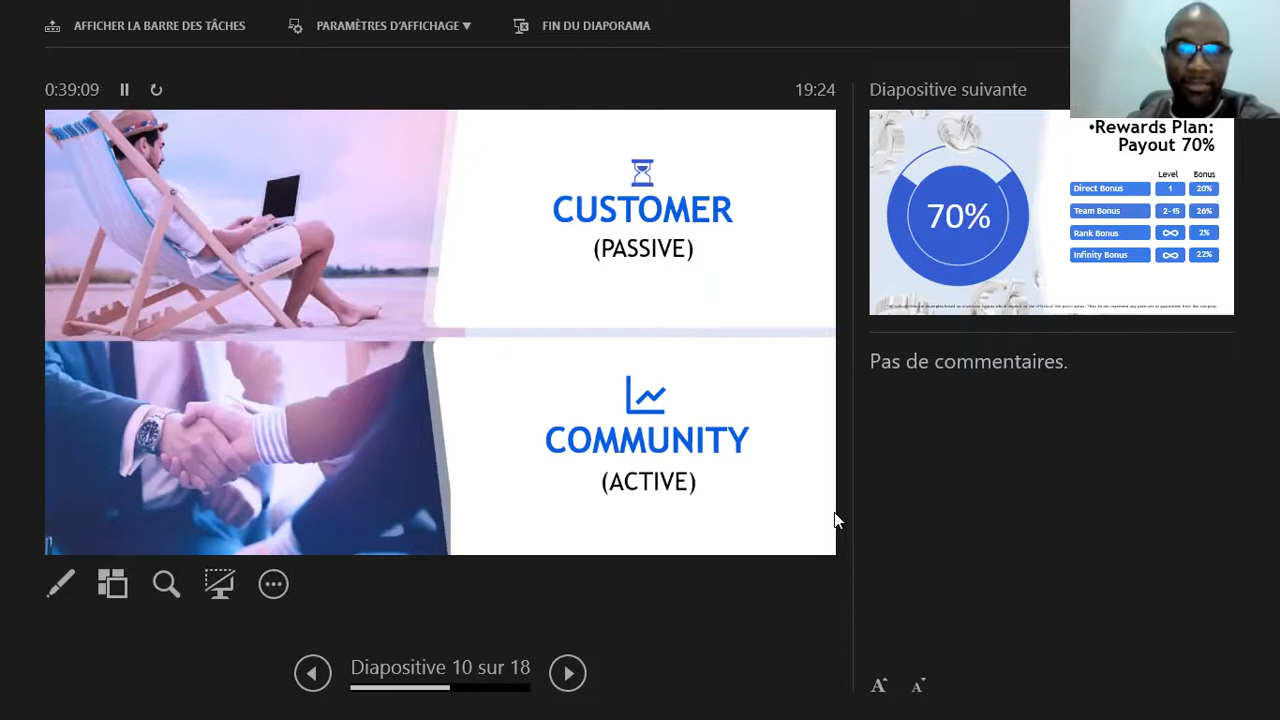 AFFICHER LA BARRE DES TÂCHES
PARAMÈTRES D'AFFICHAGE ▼
FIN DU DIAPORAMA
0:39:09
19:24
CUSTOMER
(PASSIVE)
COMMUNITY
(ACTIVE)
Diapositive suivante
•Rewards Plan:
Payout 70%
70%
Level Bonus
Direct Bonus 1 20%
Team Bonus 2-15 26%
Rank Bonus ∞ 2%
Infinity Bonus ∞ 22%
Pas de commentaires.
Diapositive 10 sur 18
A A